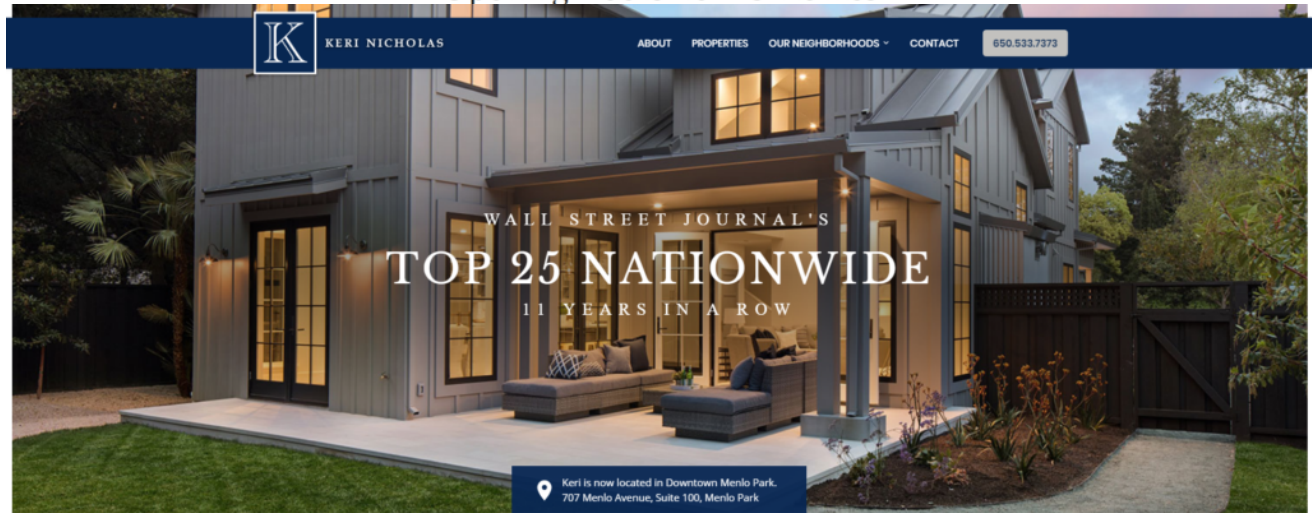 K
KERI NICHOLAS
ABOUT
PROPERTIES
OUR NEIGHBORHOODS
CONTACT
650.533.7373
WALL STREET JOURNAL'S
TOP 25 NATIONWIDE
11 YEARS IN A ROW
Keri is now located in Downtown Menlo Park.
707 Menlo Avenue, Suite 100, Menlo Park